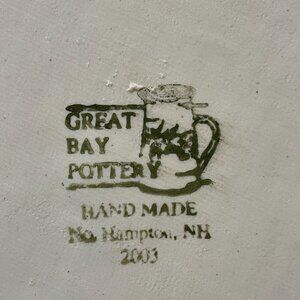 GREAT
BAY
POTTERY
HAND MADE
No. Hampton, NH
2003